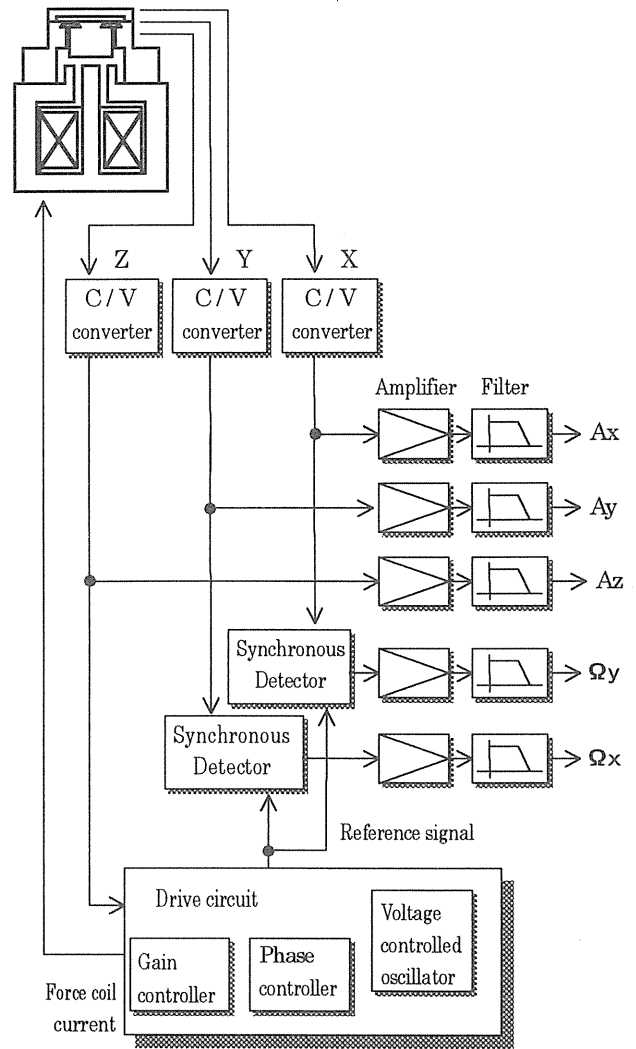 Z Y X
C / V
converter
C / V
converter
C / V
converter
Amplifier Filter
Ax
Ay
Az
Synchronous
Detector
Ωy
Synchronous
Detector
Ωx
Reference signal
Drive circuit
Voltage
controlled
oscillator
Gain
controller
Phase
controller
Force coil
current